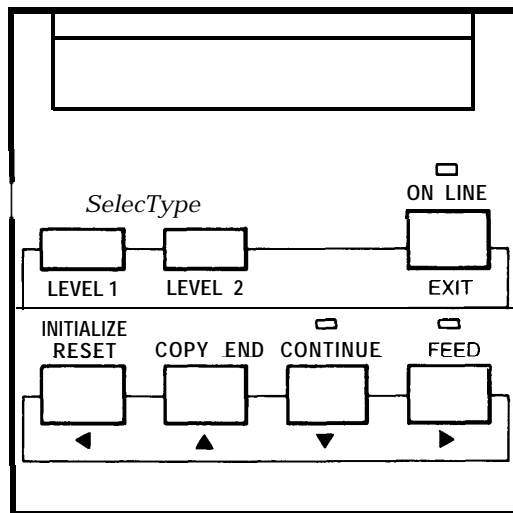 ON LINE
SelecType
LEVEL 1 LEVEL 2 EXIT
INITIALIZE
RESET COPY END CONTINUE FEED